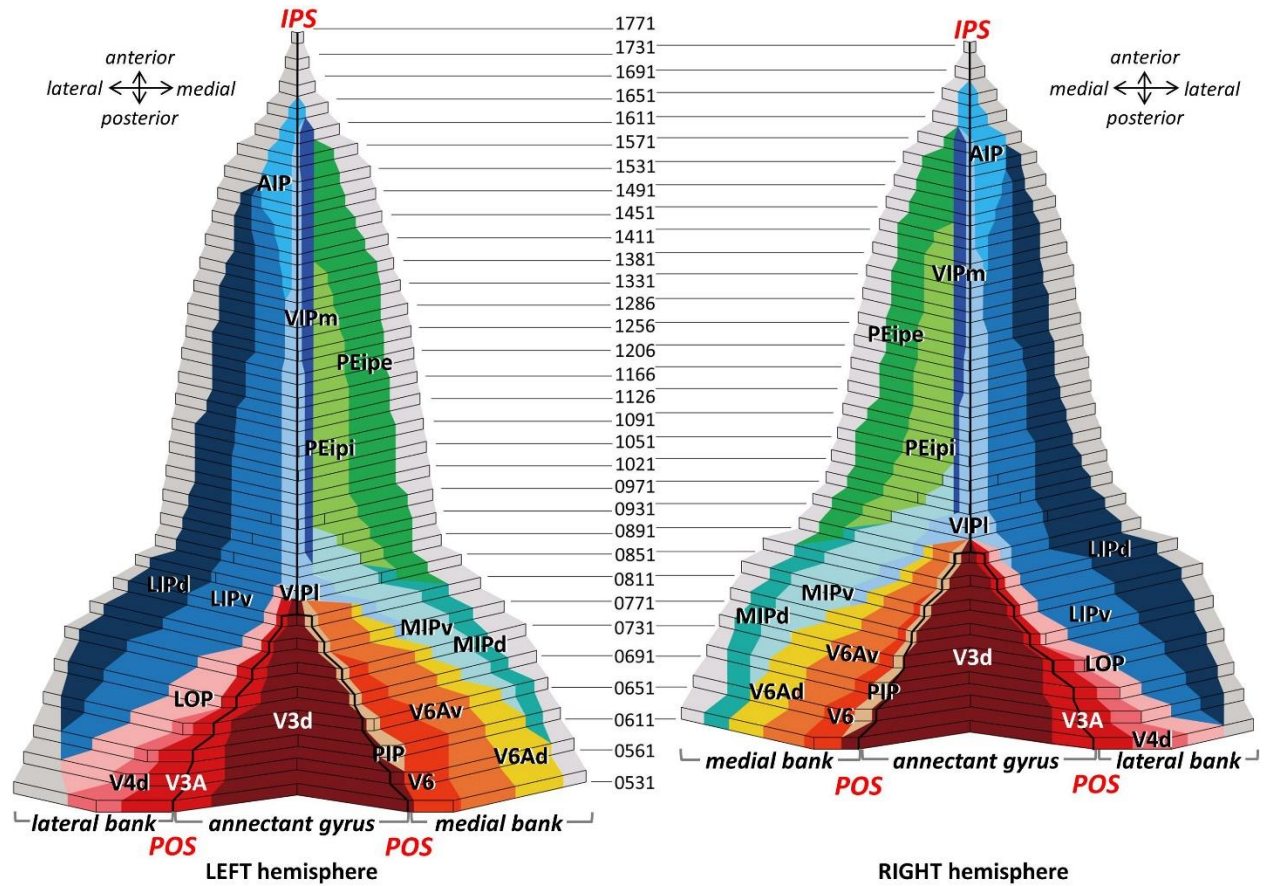 IPS
anterior
lateral medial
posterior
AIP
VIPm
PEipe
PEipi
LIPd
LIPv
VIPl
MIPv
MIPd
LOP
V3d
V6Av
PIP
V6Ad
V4d
V3A
V6
lateral bank
annectant gyrus
medial bank
POS
POS
LEFT hemisphere
1771
1731
1691
1651
1611
1571
1531
1491
1451
1411
1381
1331
1286
1256
1206
1166
1126
1091
1051
1021
0971
0931
0891
0851
0811
0771
0731
0691
0651
0611
0561
0531
IPS
anterior
medial lateral
posterior
AIP
VIPm
PEipe
PEipi
VIPl
LIPd
MIPv
MIPd
LIPv
V6Av
V3d
LOP
V6Ad
PIP
V6
V3A
V4d
medial bank
annectant gyrus
lateral bank
POS
POS
RIGHT hemisphere